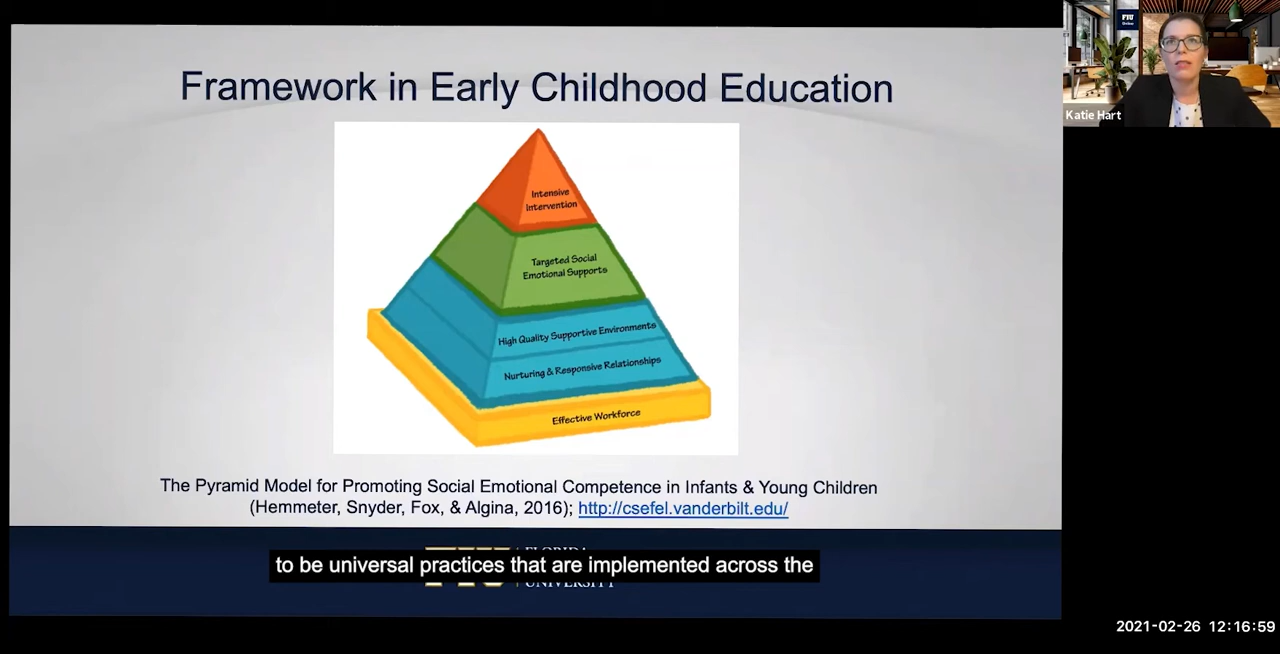 Framework in Early Childhood Education
FIU
Online
Katie Hart
Intensive
Intervention
Targeted Social
Emotional Supports
High Quality Supportive Environments
Nurturing & Responsive Relationships
Effective Workforce
The Pyramid Model for Promoting Social Emotional Competence in Infants & Young Children
(Hemmeter, Snyder, Fox, & Algina, 2016); http://csefel.vanderbilt.edu/
to be universal practices that are implemented across the
UNIVERSITY
2021-02-26 12:16:59